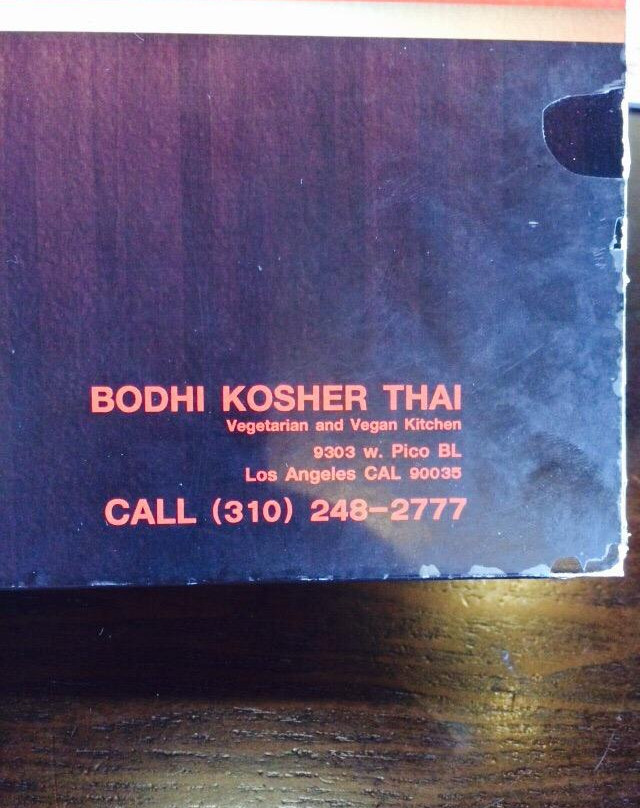 BODHI KOSHER THAI
Vegetarian and Vegan Kitchen
9303 w. Pico BL
Los Angeles CAL 90035
CALL (310) 248-2777